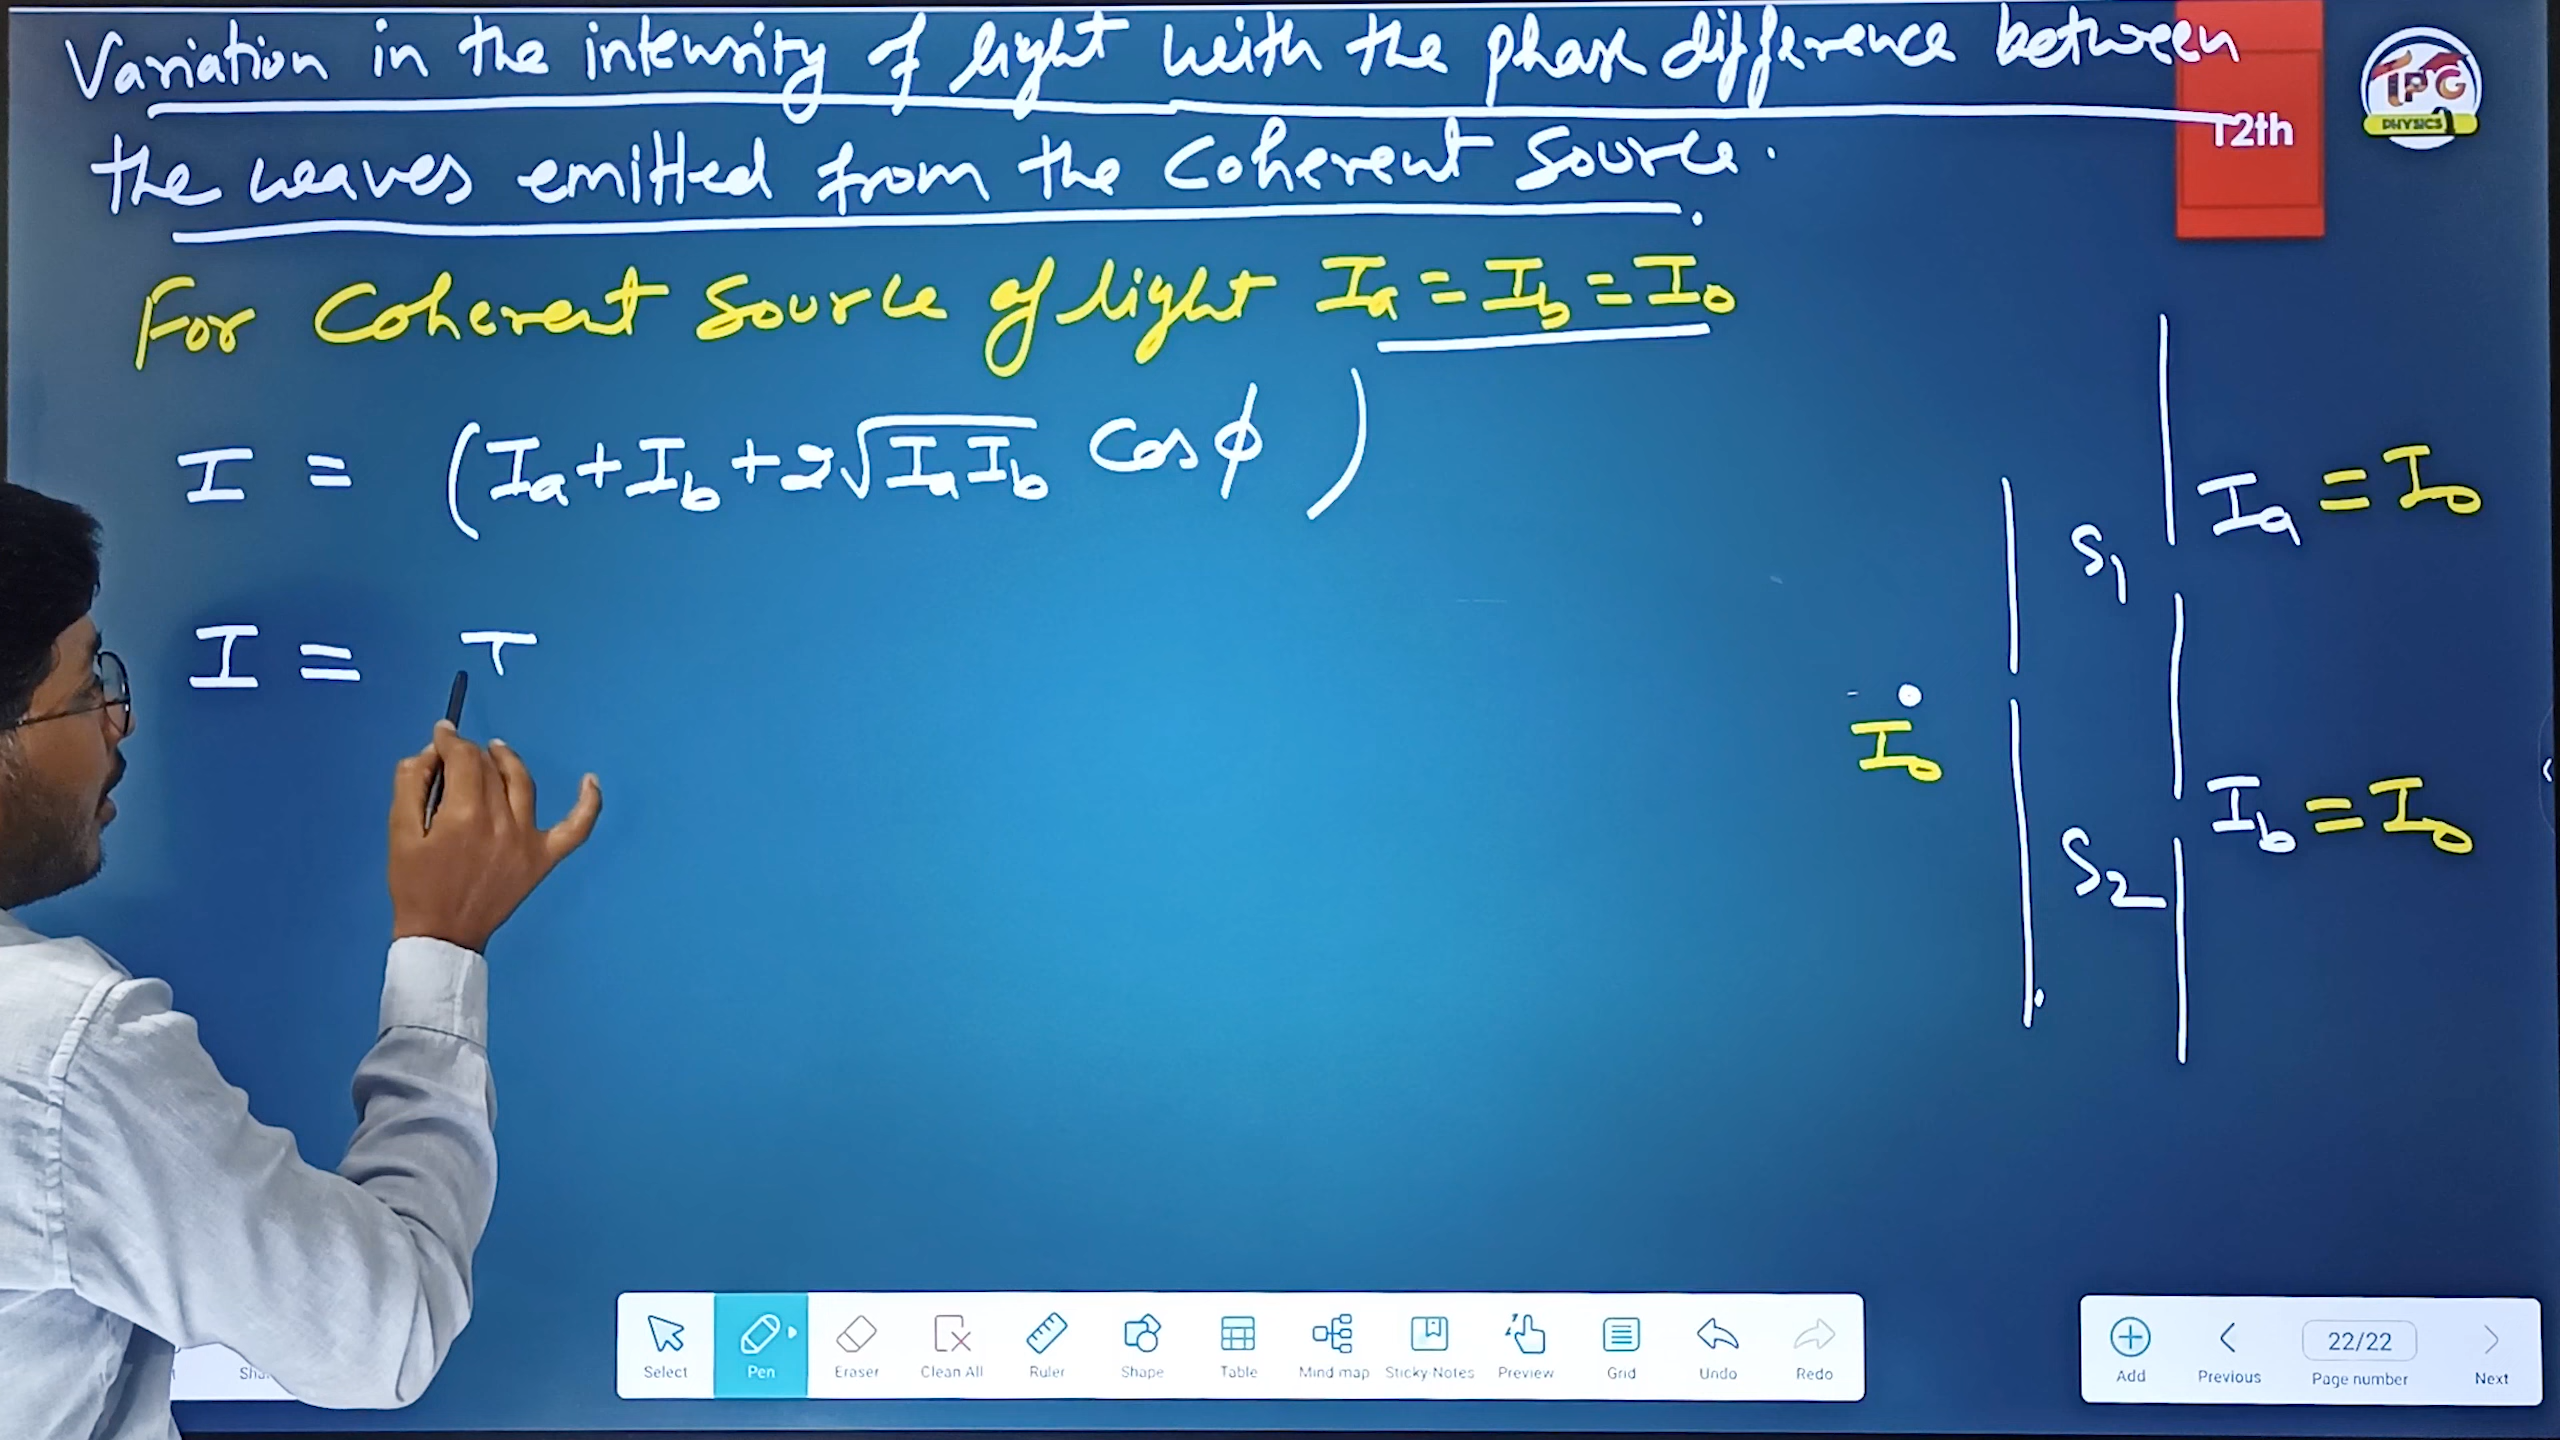 Variation in the intensity of light with the phase difference between
the waves emitted from the Coherent Source.
12th
IPG
PHYSICS
For Coherent Source of light Ia = Ib = I0
I = (Ia + Ib + 2√IaIb Cosϕ)
I =
S1
Ia = I0
I0
S2
Ib = I0
Select
Pen
Eraser
Clean All
Ruler
Shape
Table
Mind map
Sticky Notes
Preview
Grid
Undo
Redo
Add
Previous
22/22
Page number
Next